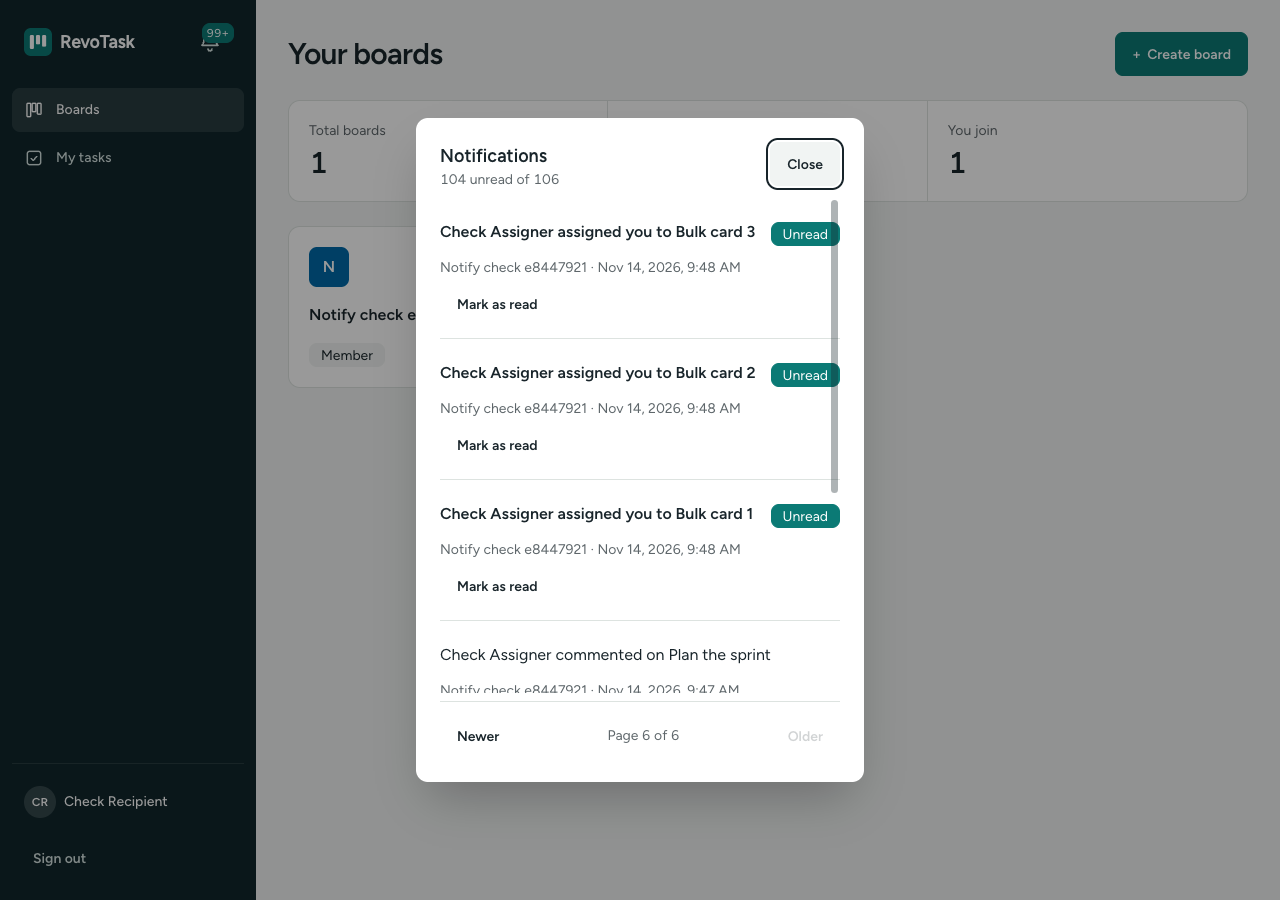 RevoTask
99+
Boards
My tasks
Check Recipient
CR
Sign out
Your boards
+ Create board
Total boards
1
You join
1
N
Notify check e
Member
Notifications
104 unread of 106
Close
Check Assigner assigned you to Bulk card 3
Unread
Notify check e8447921 · Nov 14, 2026, 9:48 AM
Mark as read
Check Assigner assigned you to Bulk card 2
Unread
Notify check e8447921 · Nov 14, 2026, 9:48 AM
Mark as read
Check Assigner assigned you to Bulk card 1
Unread
Notify check e8447921 · Nov 14, 2026, 9:48 AM
Mark as read
Check Assigner commented on Plan the sprint
Notify check e8447921 · Nov 14, 2026, 9:47 AM
Newer
Page 6 of 6
Older